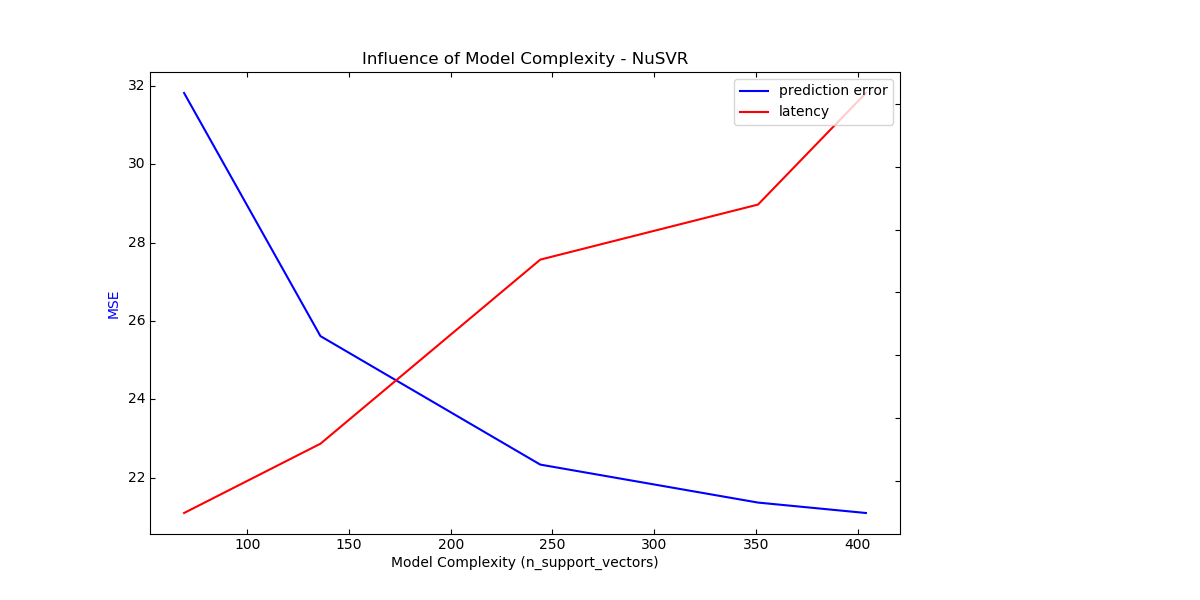 Influence of Model Complexity - NuSVR
prediction error
latency
32
30
28
26
24
22
MSE
100 150 200 250 300 350 400
Model Complexity (n_support_vectors)